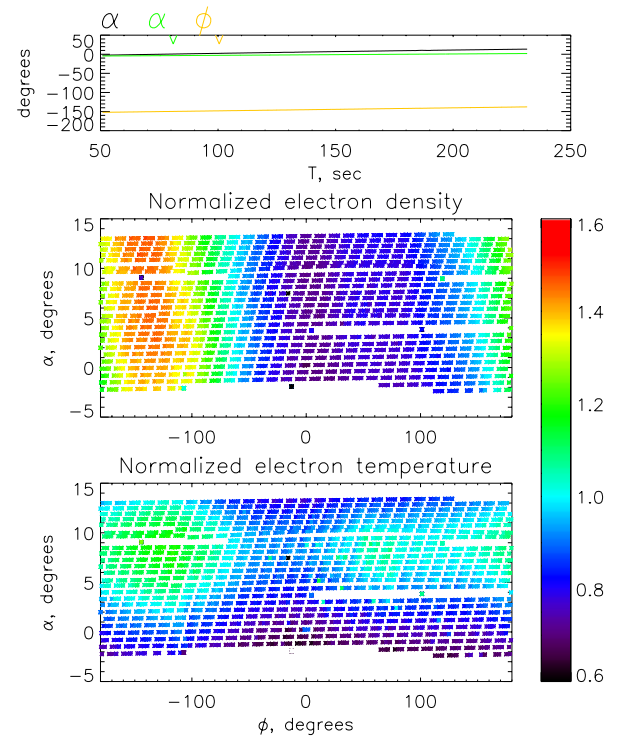 α α ϕ
50
0
−50
−100
−150
−200
degrees
50 100 150 200 250
T, sec
Normalized electron density
15
10
5
0
−5
α, degrees
−100 0 100
1.6
1.4
1.2
1.0
0.8
0.6
Normalized electron temperature
15
10
5
0
−5
α, degrees
−100 0 100
ϕ, degrees